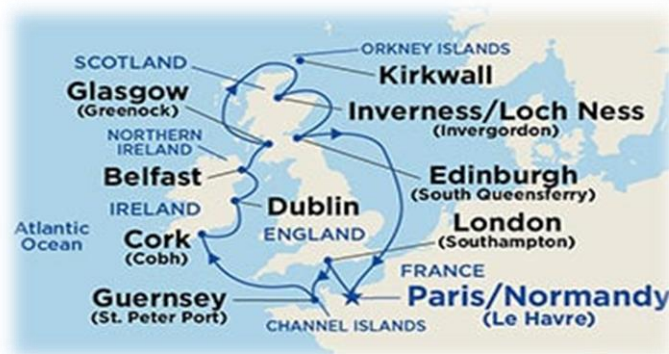 ORKNEY ISLANDS
SCOTLAND
Kirkwall
Glasgow
(Greenock)
Inverness/Loch Ness
(Invergordon)
NORTHERN
IRELAND
Belfast
Edinburgh
(South Queensferry)
IRELAND
Dublin
London
(Southampton)
ENGLAND
Atlantic
Ocean
Cork
(Cobh)
FRANCE
Guernsey
(St. Peter Port)
Paris/Normandy
(Le Havre)
CHANNEL ISLANDS